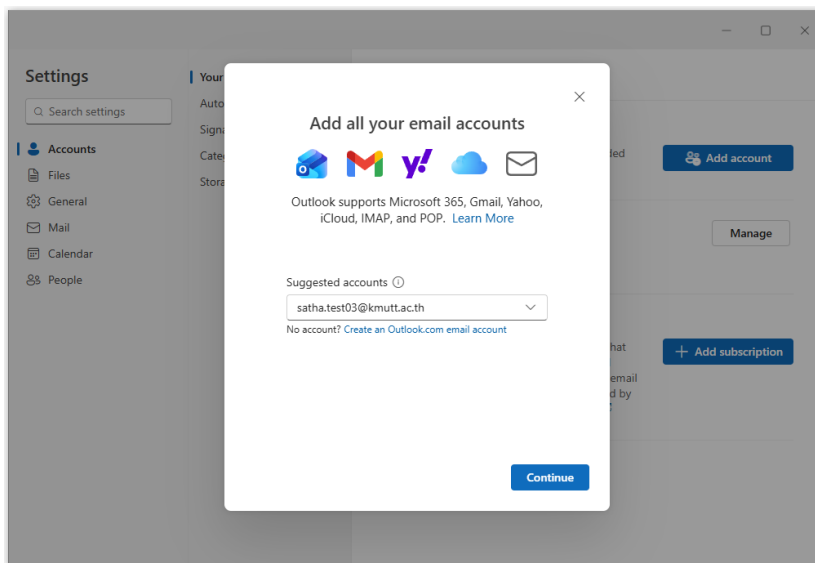 Settings
Search settings
Accounts
Files
General
Mail
Calendar
People
Your
Auto
Signa
Cate
Stora
Add all your email accounts
Outlook supports Microsoft 365, Gmail, Yahoo,
iCloud, IMAP, and POP. Learn More
Suggested accounts
satha.test03@kmutt.ac.th
No account? Create an Outlook.com email account
Continue
ded
Add account
Manage
hat
Add subscription
email
d by